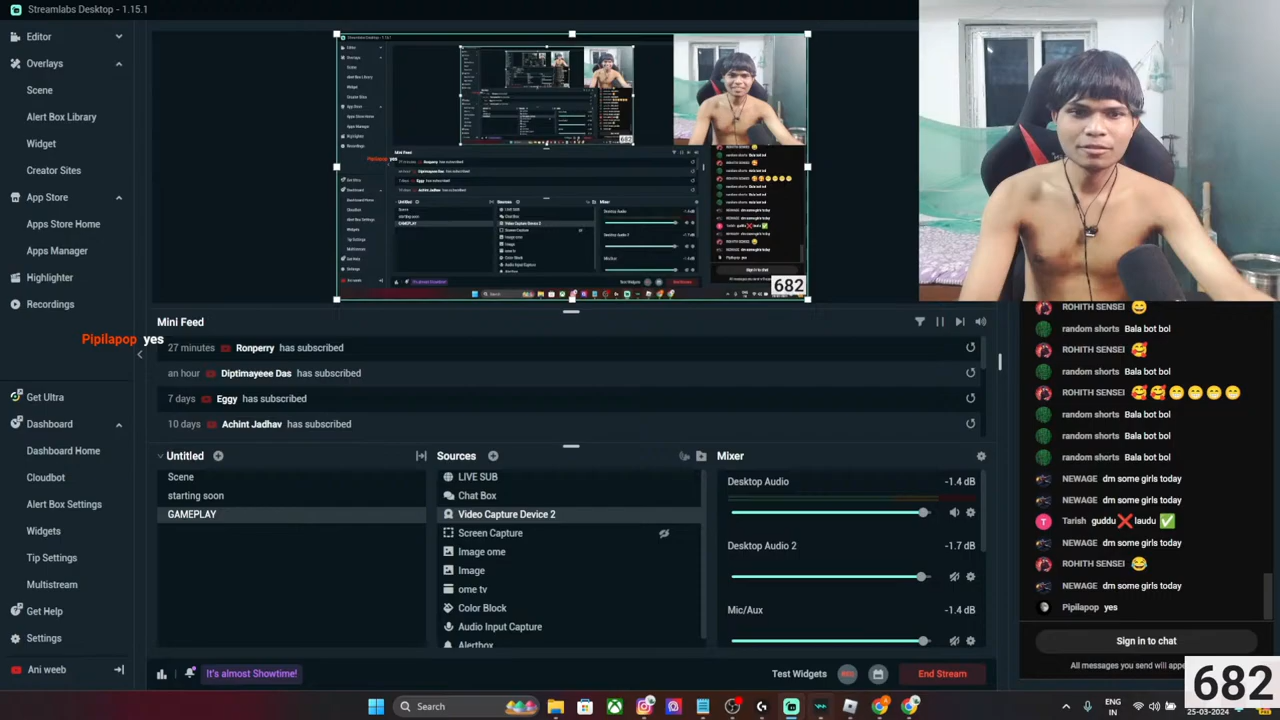 Streamlabs Desktop - 1.15.1
Editor
verlays
cene
ert Box Library
Widget
Sites
p Store
ps Store Home
Manager
Highlighter
Recordings
Get Ultra
Dashboard
Dashboard Home
Cloudbot
Alert Box Settings
Widgets
Tip Settings
Multistream
Get Help
Settings
Ani weeb
Pipilapop yes
682
Mini Feed
27 minutes Ronperry has subscribed
an hour Diptimayeee Das has subscribed
7 days Eggy has subscribed
10 days Achint Jadhav has subscribed
Untitled
Scene
starting soon
GAMEPLAY
Sources
LIVE SUB
Chat Box
Video Capture Device 2
Screen Capture
Image ome
Image
ome tv
Color Block
Audio Input Capture
Alertbox
Mixer
Desktop Audio -1.4 dB
Desktop Audio 2 -1.7 dB
Mic/Aux -1.4 dB
It's almost Showtime!
Test Widgets REC End Stream
ROHITH SENSEI 😄
random shorts Bala bot bol
ROHITH SENSEI 🥰
random shorts Bala bot bol
ROHITH SENSEI 🥰🥰😁😁😁😁
random shorts Bala bot bol
random shorts Bala bot bol
random shorts Bala bot bol
NEWAGE dm some girls today
NEWAGE dm some girls today
T Tarish guddu❌laudu✅
NEWAGE dm some girls today
ROHITH SENSEI 😂
NEWAGE dm some girls today
Pipilapop yes
Sign in to chat
All messages you send will appe
682
Search
ENG
IN
25-03-2024